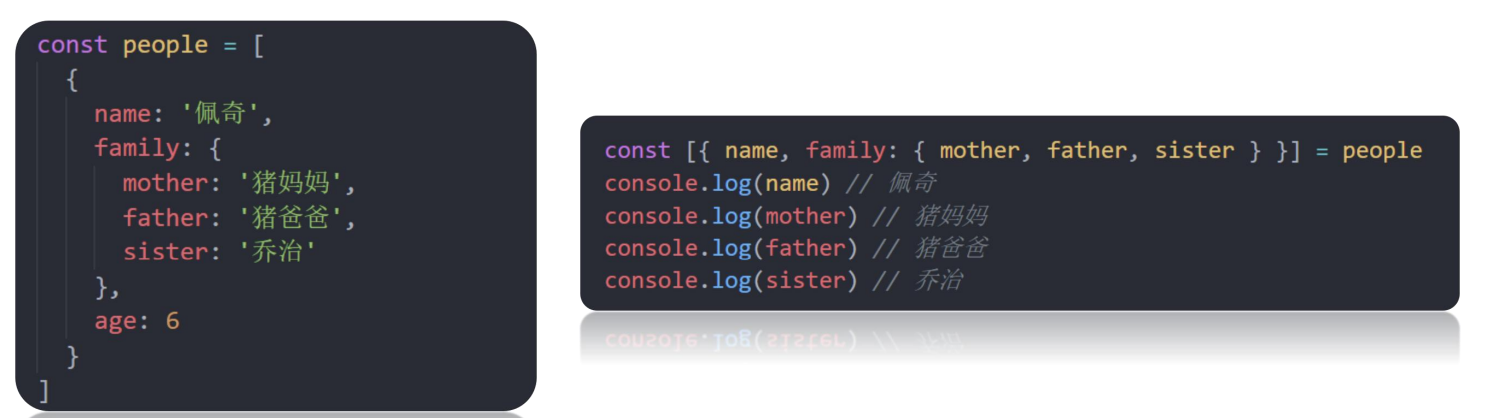 const people = [
{
name: '佩奇',
family: {
mother: '猪妈妈',
father: '猪爸爸',
sister: '乔治'
},
age: 6
}
]
const [{ name, family: { mother, father, sister } }] = people
console.log(name) // 佩奇
console.log(mother) // 猪妈妈
console.log(father) // 猪爸爸
console.log(sister) // 乔治